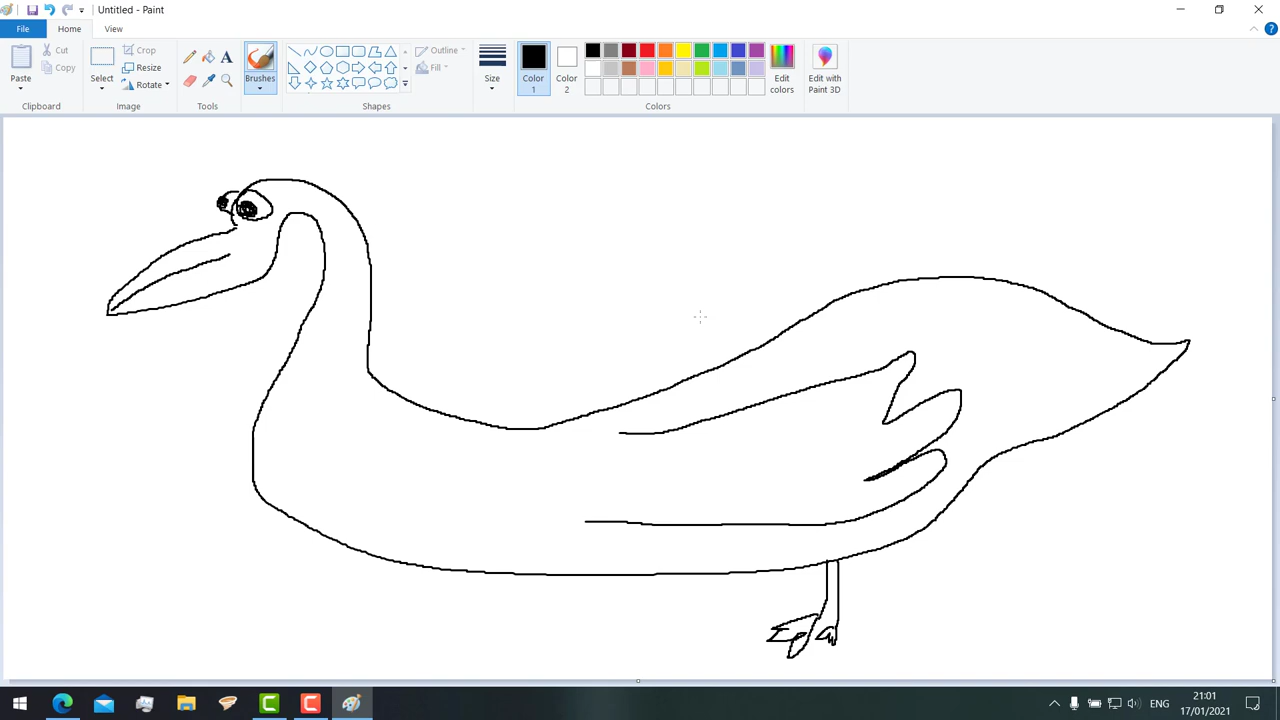 Untitled - Paint
File Home View
Paste Cut Copy Clipboard
Select Crop Resize Rotate Image
A Tools
Brushes
Shapes Outline Fill
Size
Color 1
Color 2
Colors
Edit colors
Edit with Paint 3D
ENG
21:01
17/01/2021